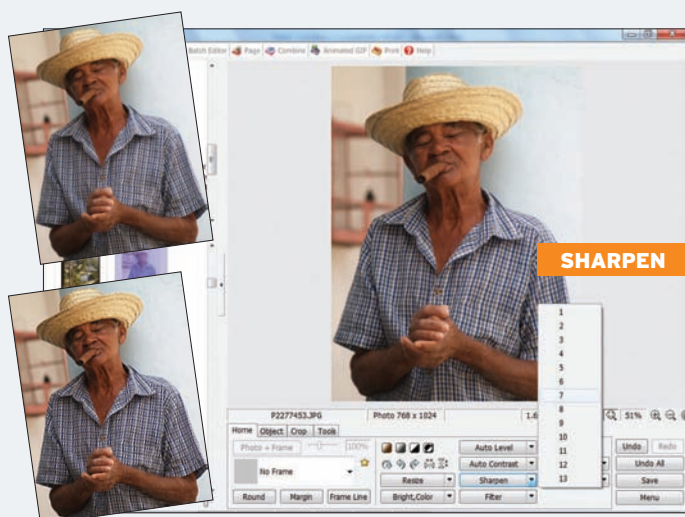 Batch Editor Page Combine Animated GIF Print Help
SHARPEN
1
2
3
4
5
6
7
8
9
10
11
12
13
P2277453.JPG Photo 768 x 1024 1.6 51%
Home Object Crop Tools
Photo + Frame 100%
Auto Level Undo Redo
No Frame Auto Contrast Undo All
Resize Sharpen Save
Round Margin Frame Line Bright,Color Filter Menu